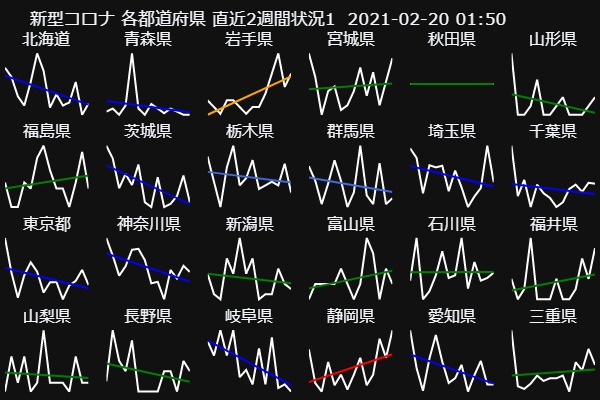 新型コロナ 各都道府県 直近2週間状況1 2021-02-20 01:50
北海道 青森県 岩手県 宮城県 秋田県 山形県
福島県 茨城県 栃木県 群馬県 埼玉県 千葉県
東京都 神奈川県 新潟県 富山県 石川県 福井県
山梨県 長野県 岐阜県 静岡県 愛知県 三重県